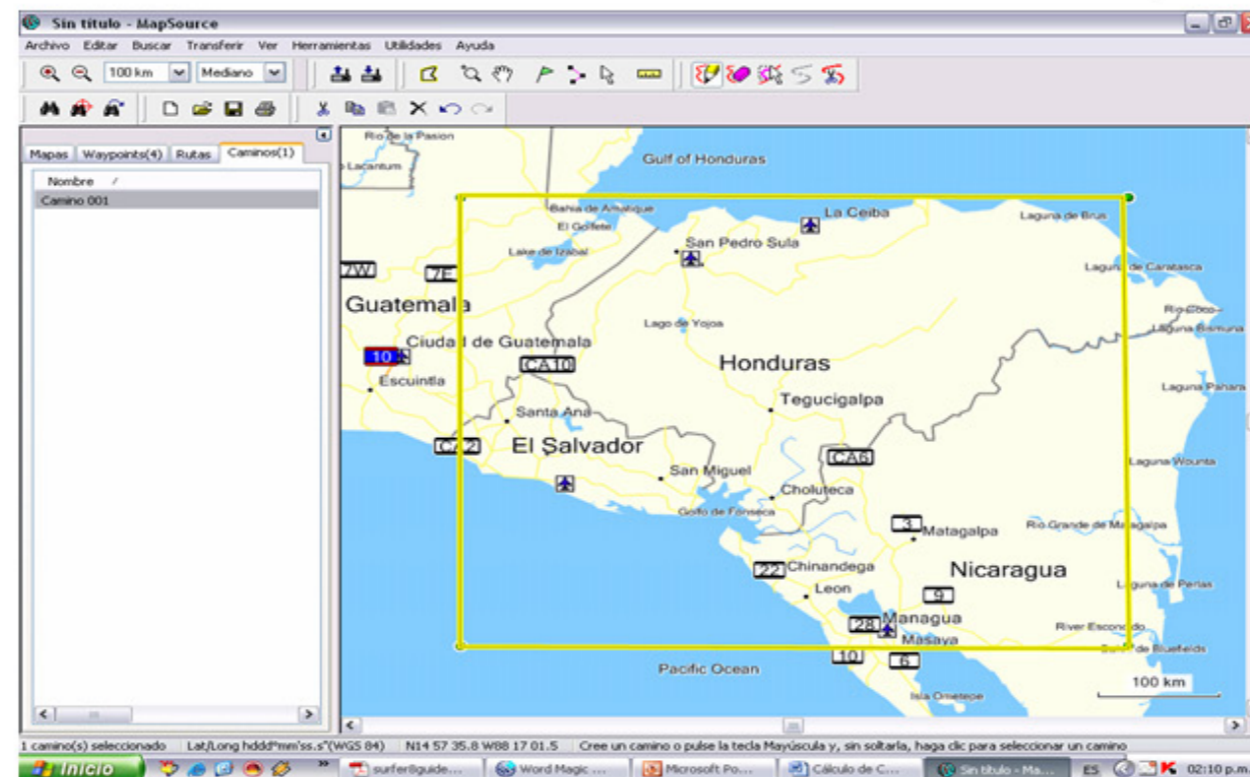 Sin título - MapSource
Archivo Editar Buscar Transferir Ver Herramientas Utilidades Ayuda
100 km Mediano
Mapas Waypoints(4) Rutas Caminos(1)
Nombre
Camino 001
Rio de la Pasion
Lacantum
Gulf of Honduras
Bahia de Amatique
La Ceiba
Laguna de Brus
El Golfete
San Pedro Sula
Lake de Izabal
7W
7E
Laguna de Caratasca
Guatemala
Rio Coco
Lago de Yojoa
Laguna Bismuna
Ciudad de Guatemala
10
CA10
Honduras
Escuintla
Laguna Pahara
Tegucigalpa
Santa Ana
CA2
El Salvador
CA6
San Miguel
Laguna Wounta
Choluteca
Golfo de Fonseca
3
Matagalpa
Rio Grande de Matagalpa
22
Chinandega
Nicaragua
Leon
9
Laguna de Perlas
28
Managua
River Escondido
Masaya
de Bluefields
10
6
Pacific Ocean
100 km
Isla Ometepe
1 camino(s) seleccionado Lat/Long hddd°mm'ss.s"(WGS 84) N14 57 35.8 W88 17 01.5 Cree un camino o pulse la tecla Mayúscula y, sin soltarla, haga clic para seleccionar un camino
Inicio » surfer8guide... Word Magic ... Microsoft Po... Cálculo de C... Sin título - Ma... ES 02:10 p.m.